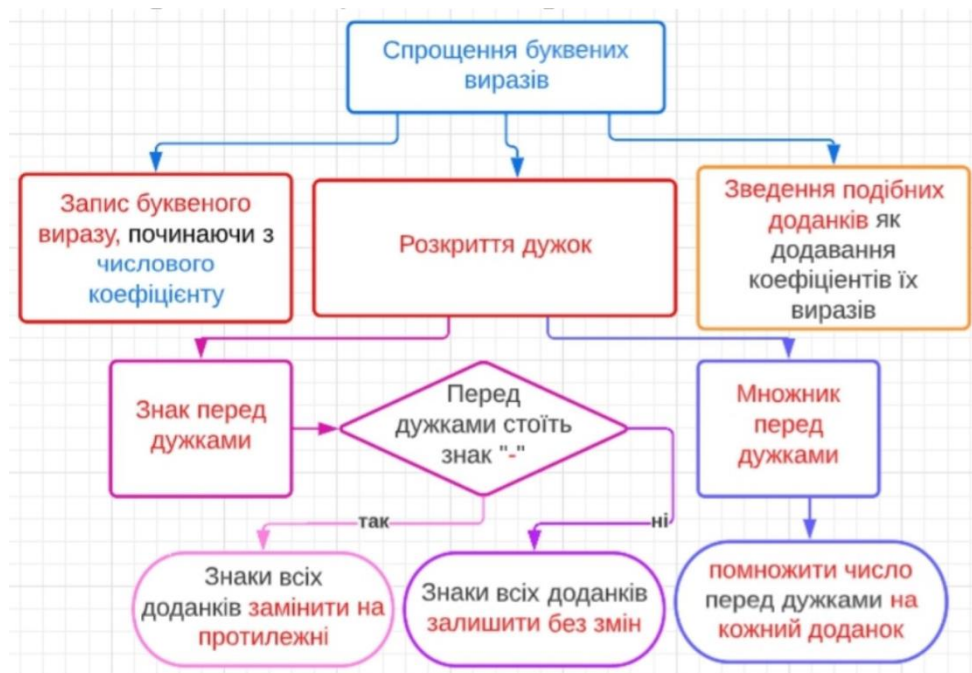 Спрощення буквених
виразів
Запис буквеного
виразу, починаючи з
числового
коефіцієнту
Розкриття дужок
Зведення подібних
доданків як
додавання
коефіцієнтів їх
виразів
Знак перед
дужками
Перед
дужками стоїть
знак "-"
Множник
перед
дужками
так
ні
Знаки всіх
доданків замінити на
протилежні
Знаки всіх доданків
залишити без змін
помножити число
перед дужками на
кожний доданок